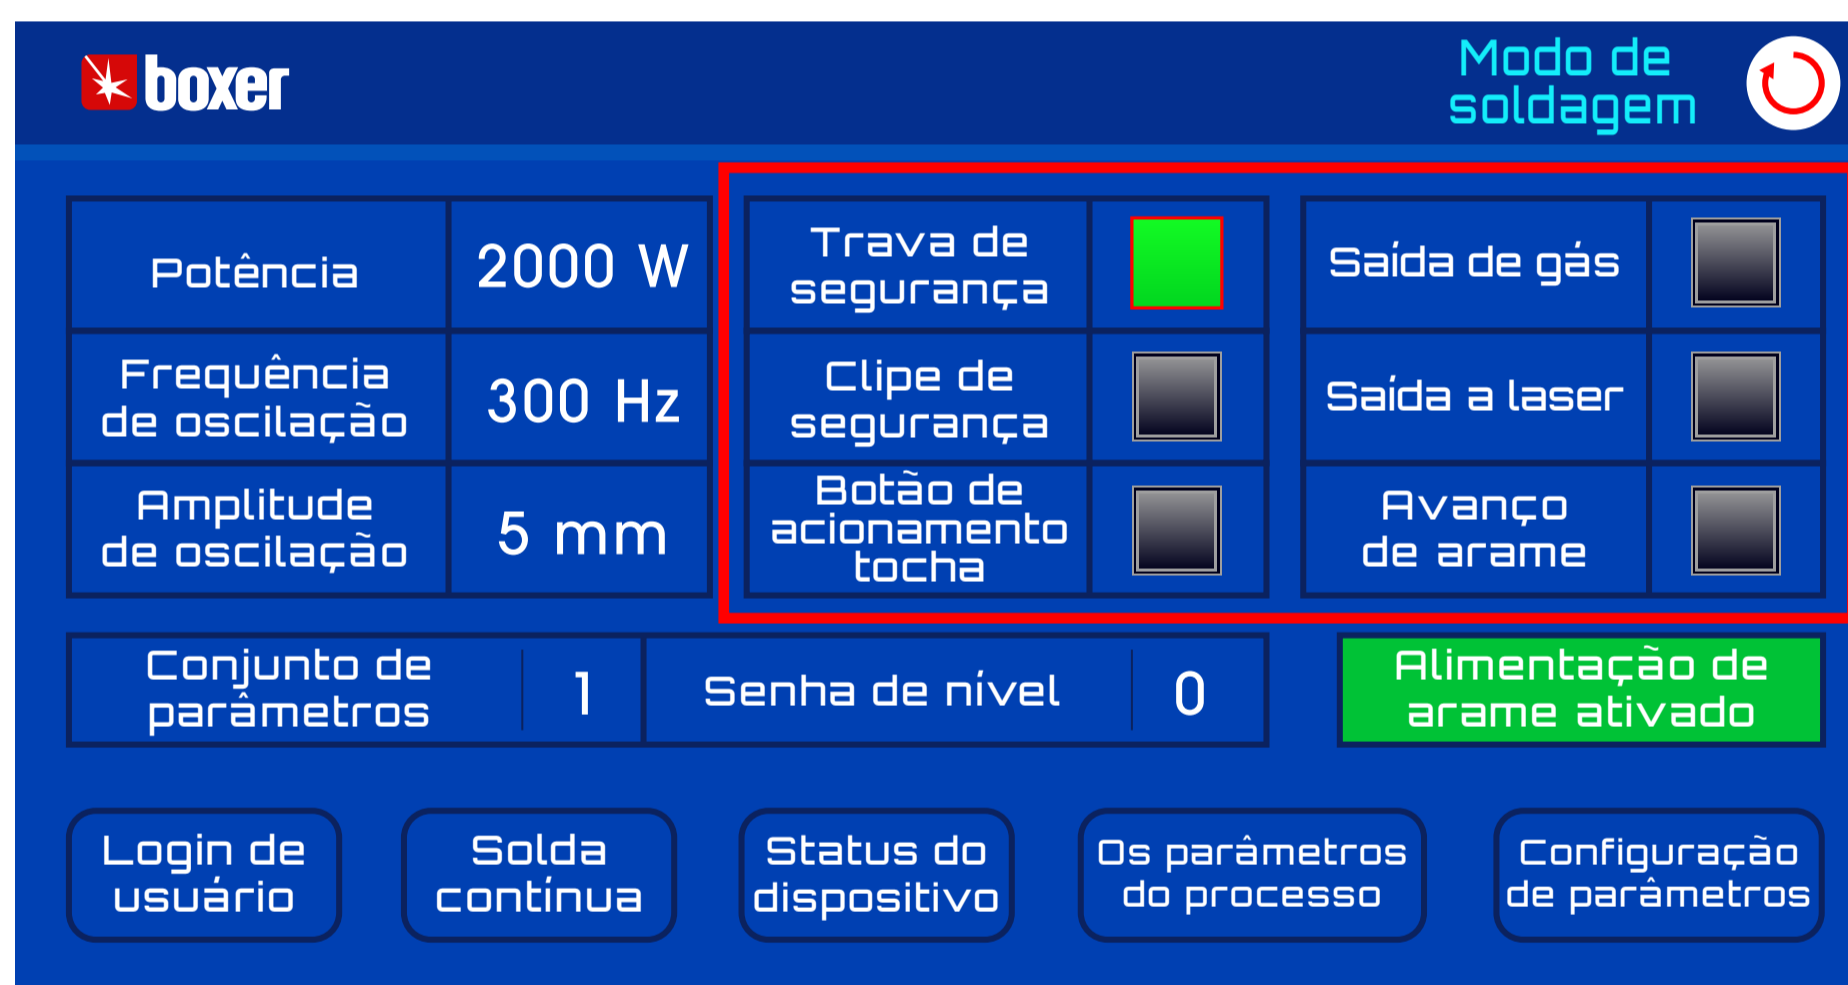 boxer
Modo de
soldagem
Potência
2000 W
Trava de
segurança
Saída de gás
Frequência
de oscilação
300 Hz
Clipe de
segurança
Saída a laser
Amplitude
de oscilação
5 mm
Botão de
acionamento
tocha
Avanço
de arame
Conjunto de
parâmetros
1
Senha de nível
0
Alimentação de
arame ativado
Login de
usuário
Solda
contínua
Status do
dispositivo
Os parâmetros
do processo
Configuração
de parâmetros